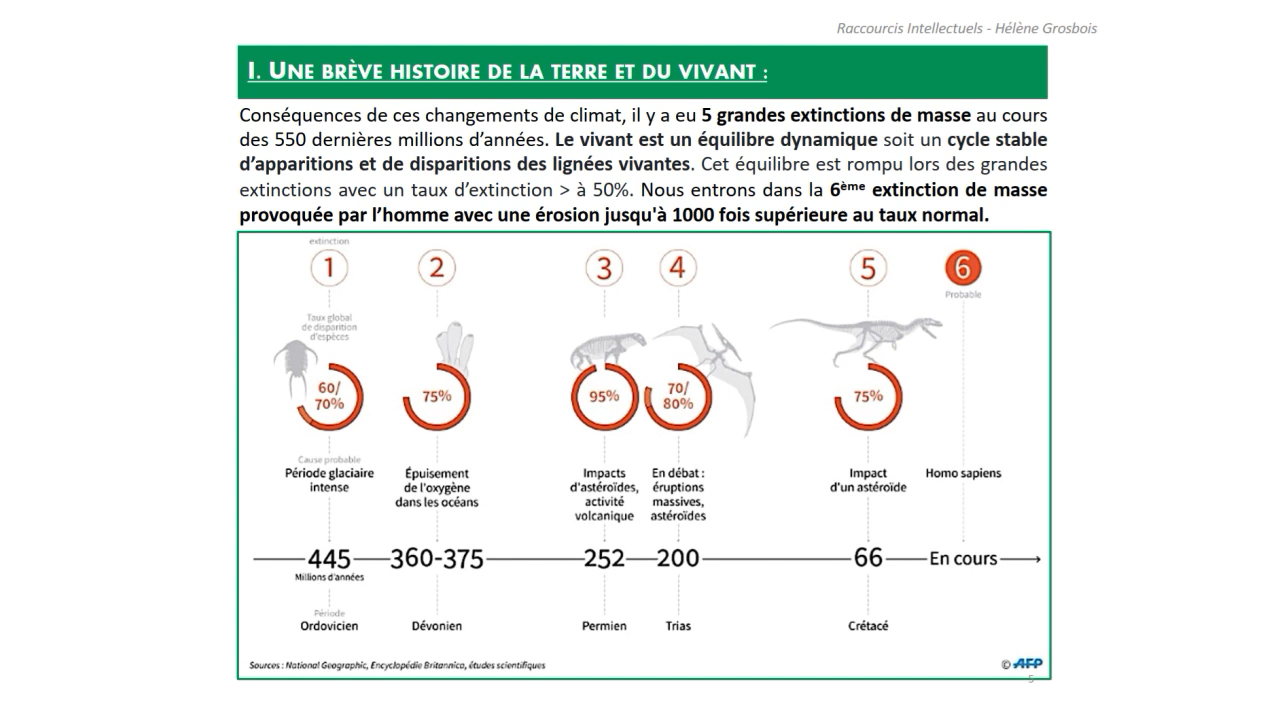 Raccourcis Intellectuels - Hélène Grosbois
I. UNE BRÈVE HISTOIRE DE LA TERRE ET DU VIVANT :
Conséquences de ces changements de climat, il y a eu 5 grandes extinctions de masse au cours
des 550 dernières millions d’années. Le vivant est un équilibre dynamique soit un cycle stable
d’apparitions et de disparitions des lignées vivantes. Cet équilibre est rompu lors des grandes
extinctions avec un taux d’extinction > à 50%. Nous entrons dans la 6ème extinction de masse
provoquée par l’homme avec une érosion jusqu'à 1000 fois supérieure au taux normal.
extinction
1 2 3 4 5 6
Probable
Taux global
de disparition
d'espèces
60/
70%
75%
95%
70/
80%
75%
Cause probable
Période glaciaire
intense
Épuisement
de l'oxygène
dans les océans
Impacts
d'astéroïdes,
activité
volcanique
En débat :
éruptions
massives,
astéroïdes
Impact
d'un astéroïde
Homo sapiens
445 360-375 252 200 66 En cours
Millions d'années
Période
Ordovicien Dévonien Permien Trias Crétacé
Sources : National Geographic, Encyclopédie Britannica, études scientifiques
© AFP
5